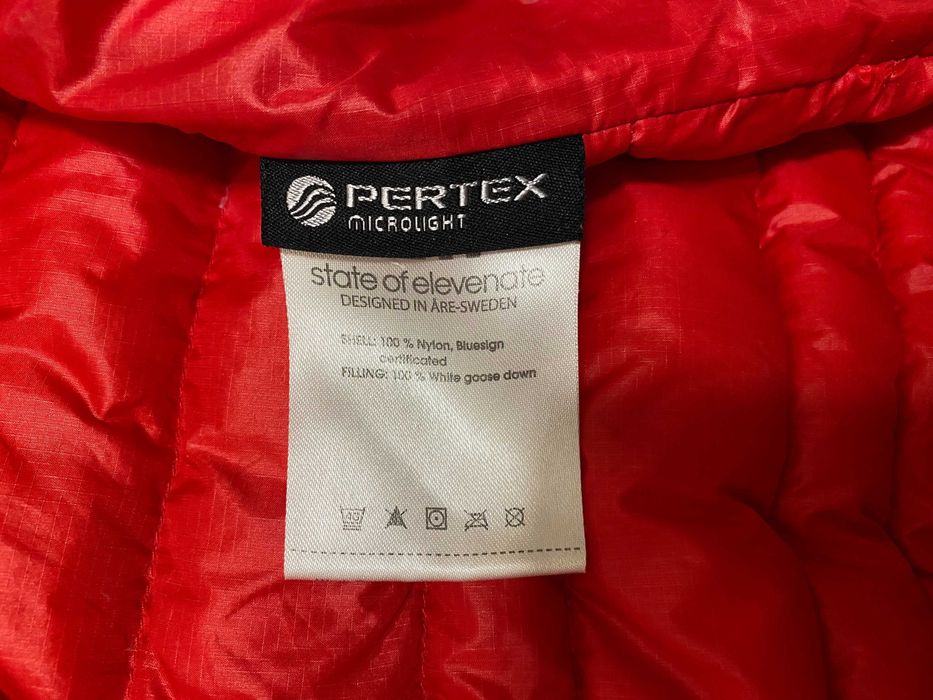 PERTEX
MICROLIGHT
state of elevenate
DESIGNED IN ÅRE-SWEDEN
SHELL: 100 % Nylon, Bluesign
certificated
FILLING: 100 % White goose down
40